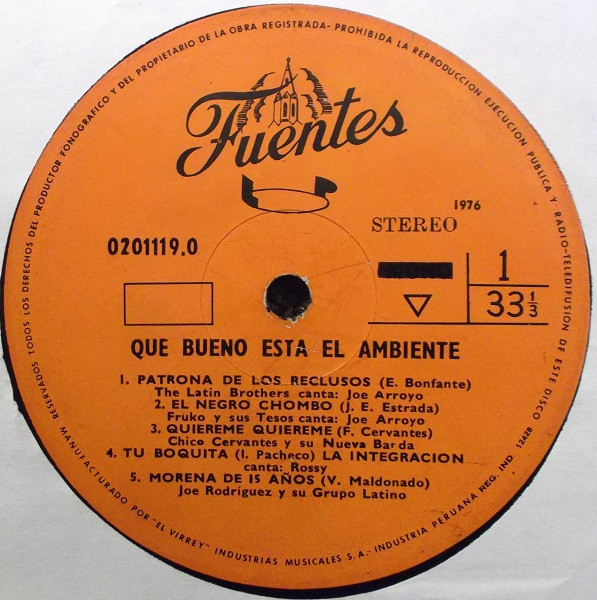 RESERVADOS TODOS LOS DERECHOS DEL PRODUCTOR FONOGRAFICO Y DEL PROPIETARIO DE LA OBRA REGISTRADA- PROHIBIDA LA REPRODUCCION EJECUCION PUBLICA Y RADIO-TELEDIFUSION DE ESTE DISCO
Fuentes
LP
1976
STEREO
0201119.0
1
33 1/3
QUE BUENO ESTA EL AMBIENTE
1. PATRONA DE LOS RECLUSOS (E. Bonfante)
The Latin Brothers canta: Joe Arroyo
2. EL NEGRO CHOMBO (J. E. Estrada)
Fruko y sus Tesos canta: Joe Arroyo
3. QUIEREME QUIEREME (F. Cervantes)
Chico Cervantes y su Nueva Banda
4. TU BOQUITA (I. Pacheco) LA INTEGRACION
canta: Rossy
5. MORENA DE 15 AÑOS (V. Maldonado)
Joe Rodríguez y su Grupo Latino
MANUFACTURADO POR "EL VIRREY" INDUSTRIAS MUSICALES S.A.-INDUSTRIA PERUANA REG. IND. 12428